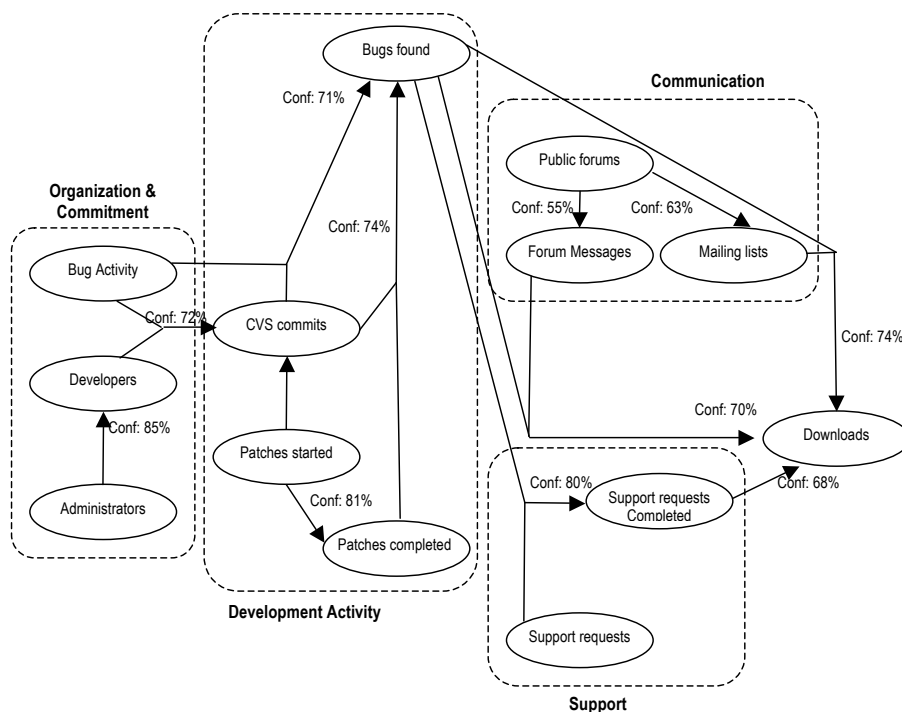 Bugs found
Communication
Conf: 71%
Public forums
Organization &
Commitment
Conf: 55%
Conf: 63%
Conf: 74%
Bug Activity
Forum Messages
Mailing lists
Conf: 72%
CVS commits
Conf: 74%
Developers
Conf: 85%
Conf: 70%
Downloads
Patches started
Conf: 80%
Conf: 68%
Administrators
Conf: 81%
Support requests
Completed
Patches completed
Development Activity
Support requests
Support